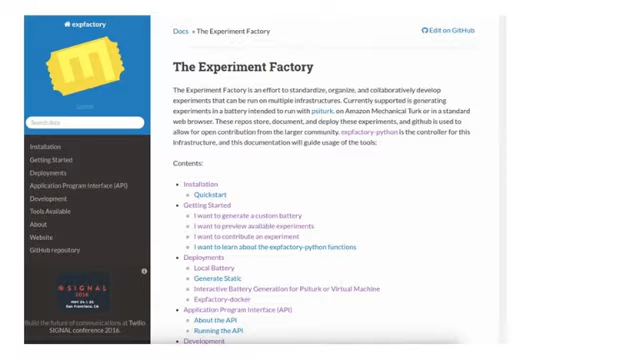 expfactory
Search docs
Installation
Getting Started
Deployments
Application Program Interface (API)
Development
Tools Available
About
Website
GitHub repository
SIGNAL
2016
MAY 24 & 25
San Francisco, CA
Build the future of communications at Twilio
SIGNAL conference 2016.
Docs » The Experiment Factory
Edit on GitHub
The Experiment Factory
The Experiment Factory is an effort to standardize, organize, and collaboratively develop
experiments that can be run on multiple infrastructures. Currently supported is generating
experiments in a battery intended to run with psiturk, on Amazon Mechanical Turk or in a standard
web browser. These repos store, document, and deploy these experiments, and github is used to
allow for open contribution from the larger community. expfactory-python is the controller for this
infrastructure, and this documentation will guide usage of the tools:
Contents:
Installation
Quickstart
Getting Started
I want to generate a custom battery
I want to preview available experiments
I want to contribute an experiment
I want to learn about the expfactory-python functions
Deployments
Local Battery
Generate Static
Interactive Battery Generation for Psiturk or Virtual Machine
Expfactory-docker
Application Program Interface (API)
About the API
Running the API
Development